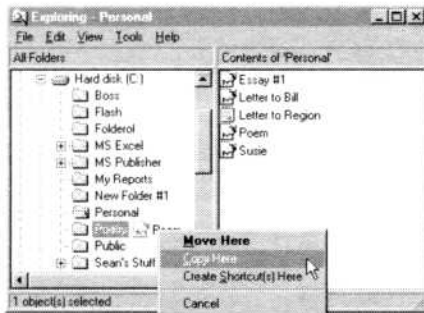 Exploring - Personal
File Edit View Tools Help
All Folders
Contents of 'Personal'
Hard disk (C:)
Boss
Flash
Folderol
MS Excel
MS Publisher
My Reports
New Folder #1
Personal
Poetry Poem
Public
Sean's Stuff
Essay #1
Letter to Bill
Letter to Region
Poem
Susie
Move Here
Copy Here
Create Shortcut(s) Here
Cancel
1 object(s) selected